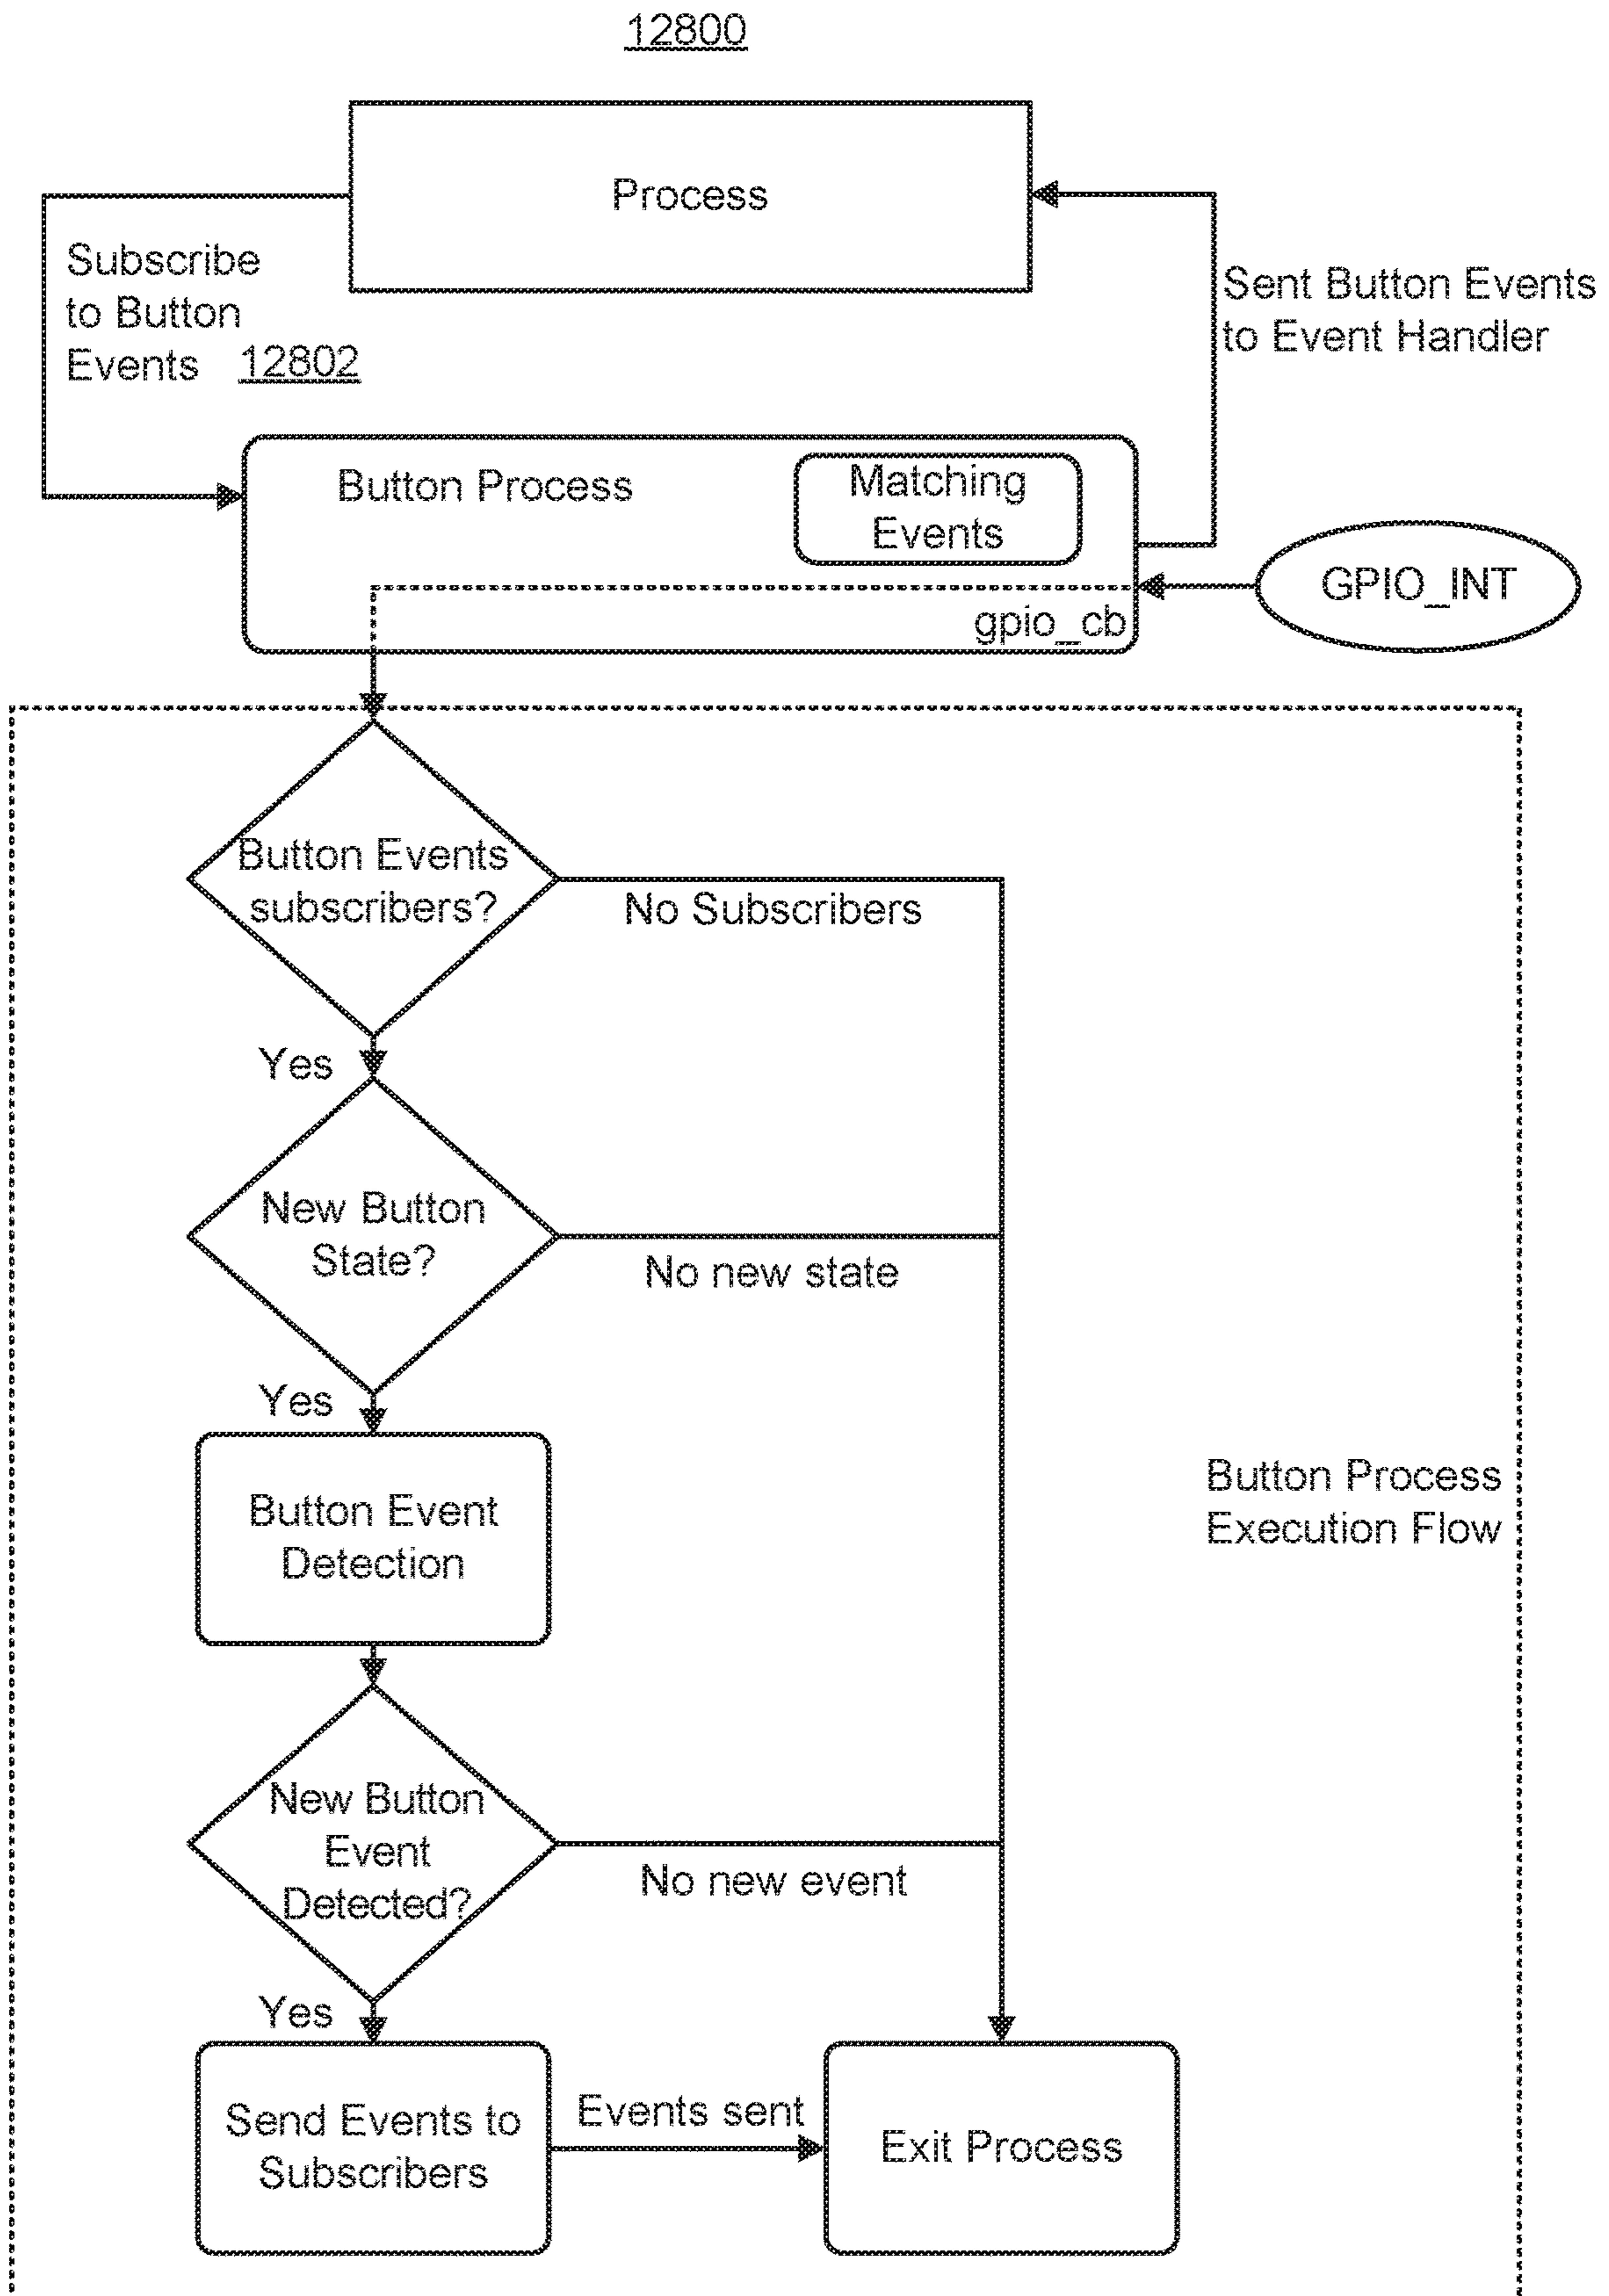 12800
Process
Subscribe
to Button
Events 12802
Sent Button Events
to Event Handler
Button Process
Matching
Events
GPIO_INT
gpio_cb
Button Events
subscribers?
No Subscribers
Yes
New Button
State?
No new state
Yes
Button Event
Detection
Button Process
Execution Flow
New Button
Event
Detected?
No new event
Yes
Send Events to
Subscribers
Events sent
Exit Process